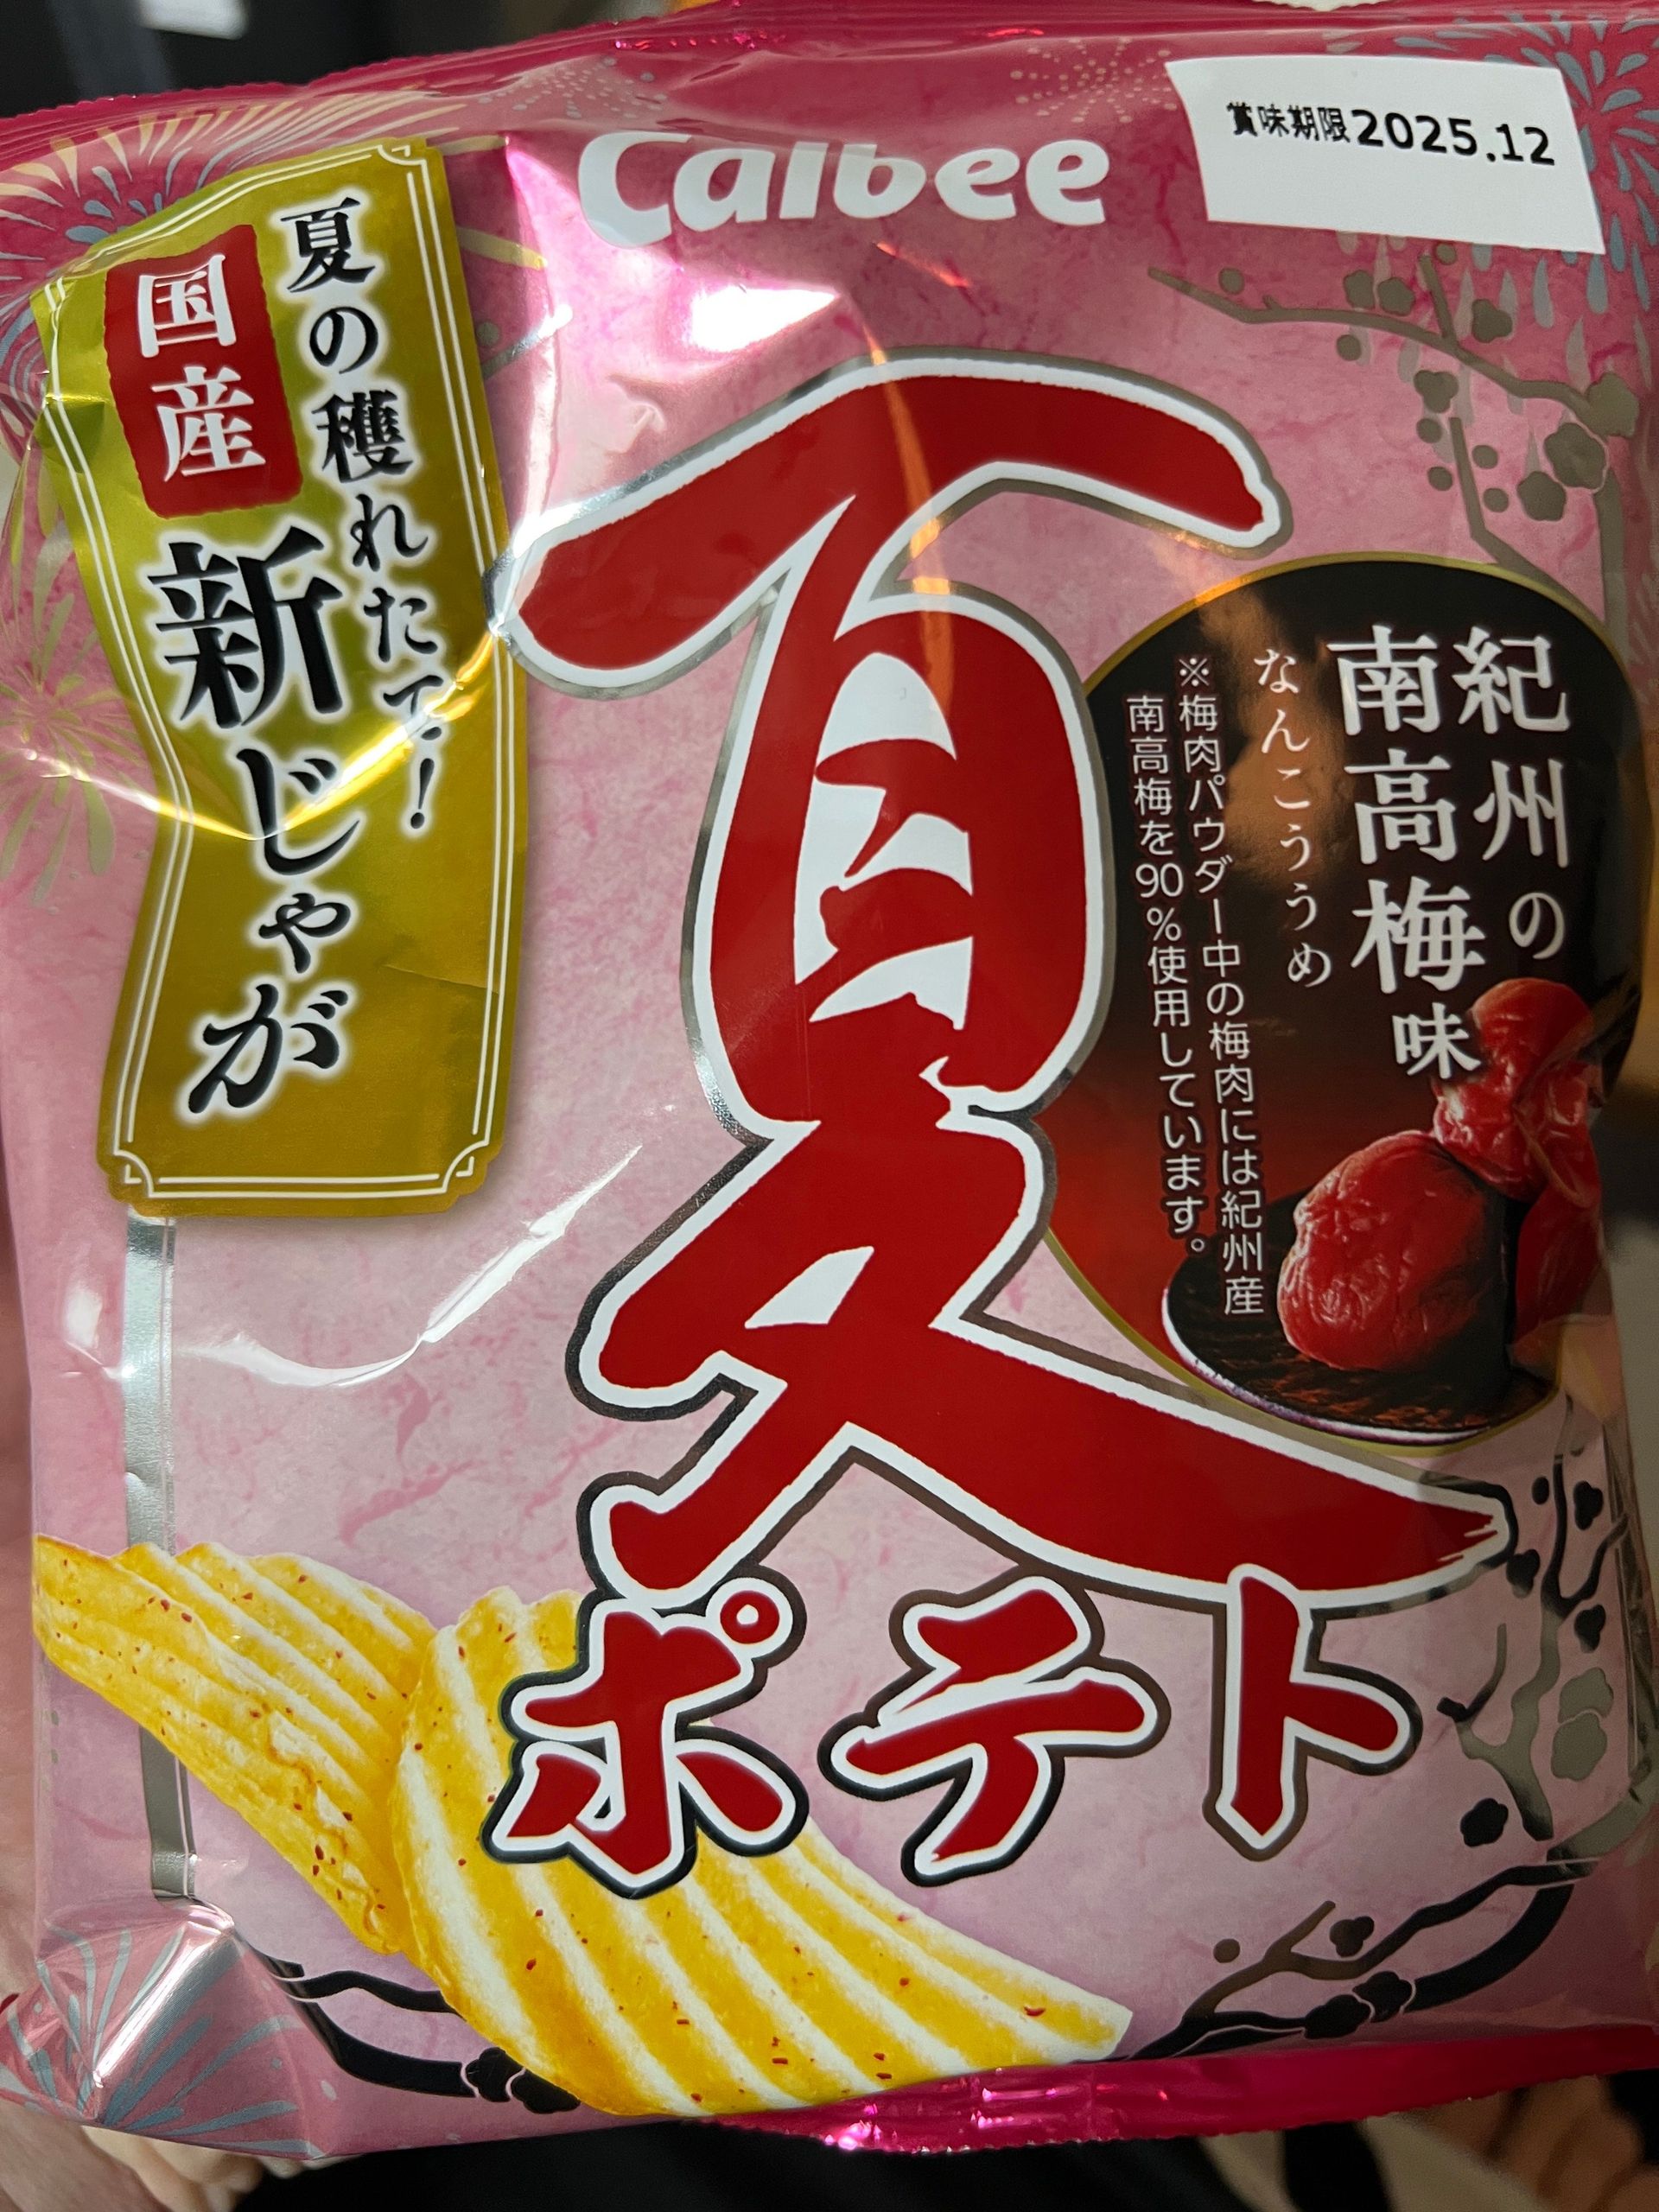 Calbee
賞味期限2025.12
夏の穫れたて!
国産
新じゃが
夏
ポテト
紀州の
南高梅味
なんこううめ
※梅肉パウダー中の梅肉には紀州産
南高梅を90%使用しています。